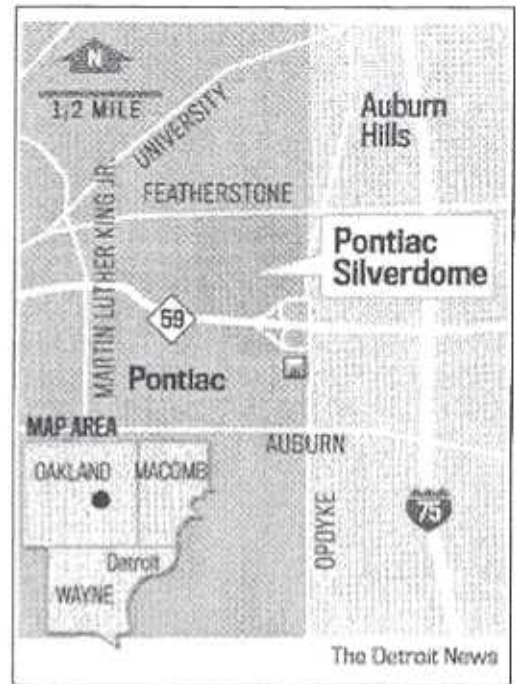 N
1/2 MILE
UNIVERSITY
Auburn
Hills
MARTIN LUTHER KING JR.
FEATHERSTONE
Pontiac
Silverdome
59
Pontiac
MAP AREA
AUBURN
OAKLAND
MACOMB
OPDYKE
75
Detroit
WAYNE
The Detroit News